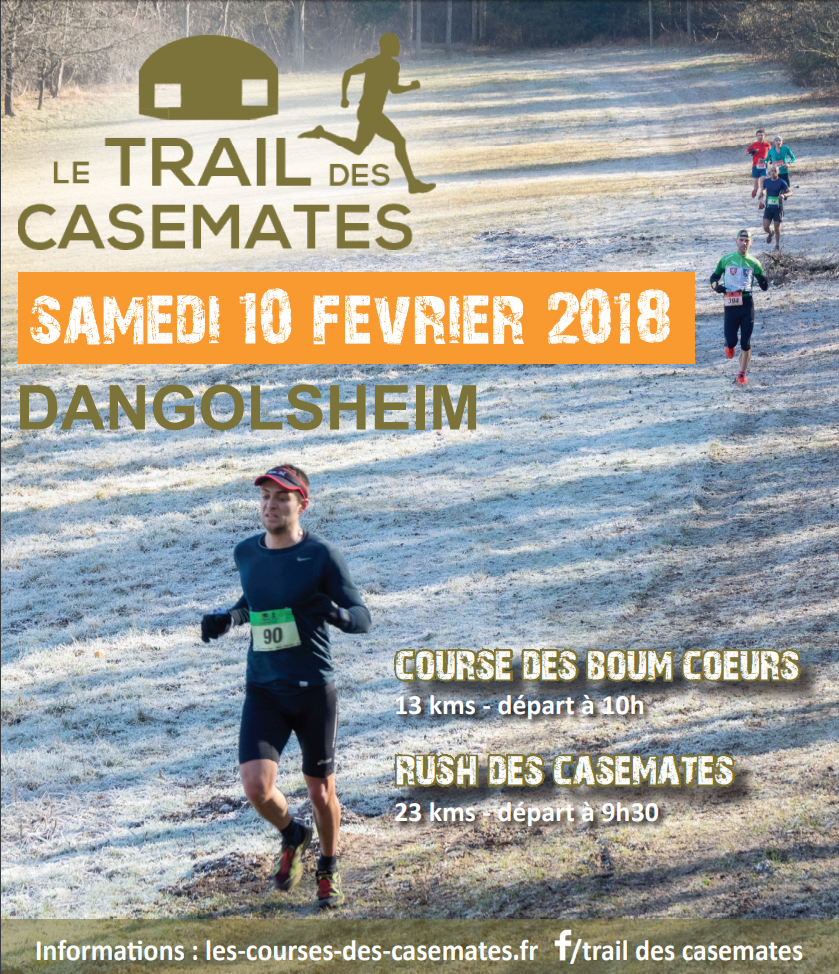 LE TRAIL DES
CASEMATES
SAMEDI 10 FEVRIER 2018
DANGOLSHEIM
90
COURSE DES BOUM COEURS
13 kms - départ à 10h
RUSH DES CASEMATES
23 kms - départ à 9h30
Informations : les-courses-des-casemates.fr f/trail des casemates